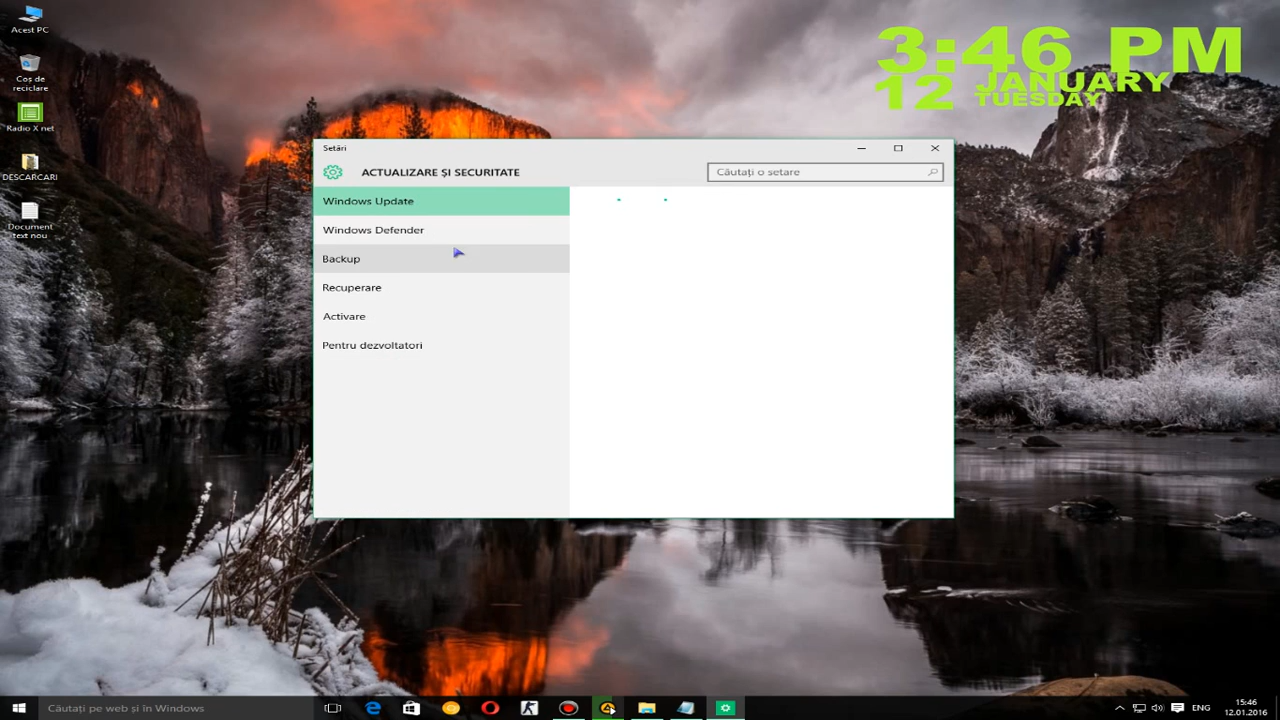 Acest PC
Coș de
reciclare
Radio X net
DESCARCARI
Document
text nou
3:46 PM
12 JANUARY
TUESDAY
Setări
ACTUALIZARE ȘI SECURITATE
Căutați o setare
Windows Update
Windows Defender
Backup
Recuperare
Activare
Pentru dezvoltatori
Căutați pe web și în Windows
ENG
15:46
12.01.2016